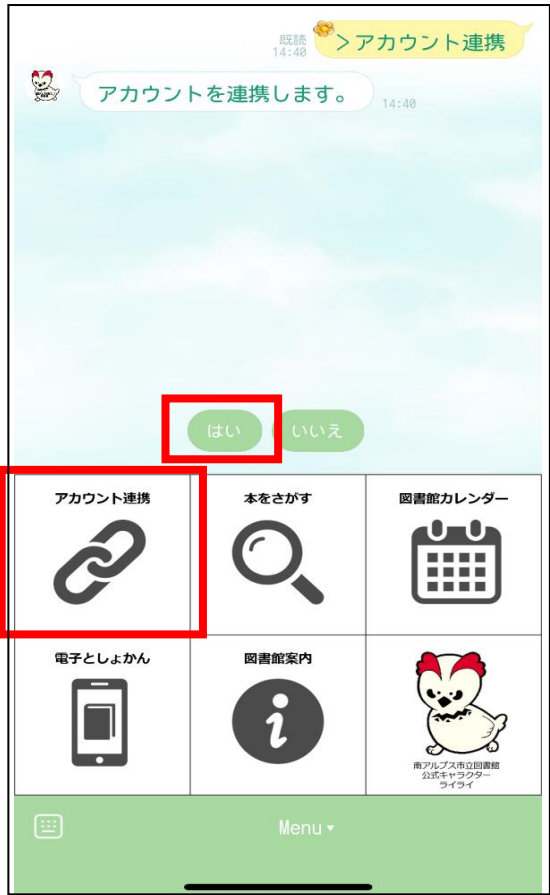 >アカウント連携
既読
14:40
アカウントを連携します。
14:40
はい
いいえ
アカウント連携
本をさがす
図書館カレンダー
電子としょかん
図書館案内
南アルプス市立図書館
公式キャラクター
ライライ
Menu▾